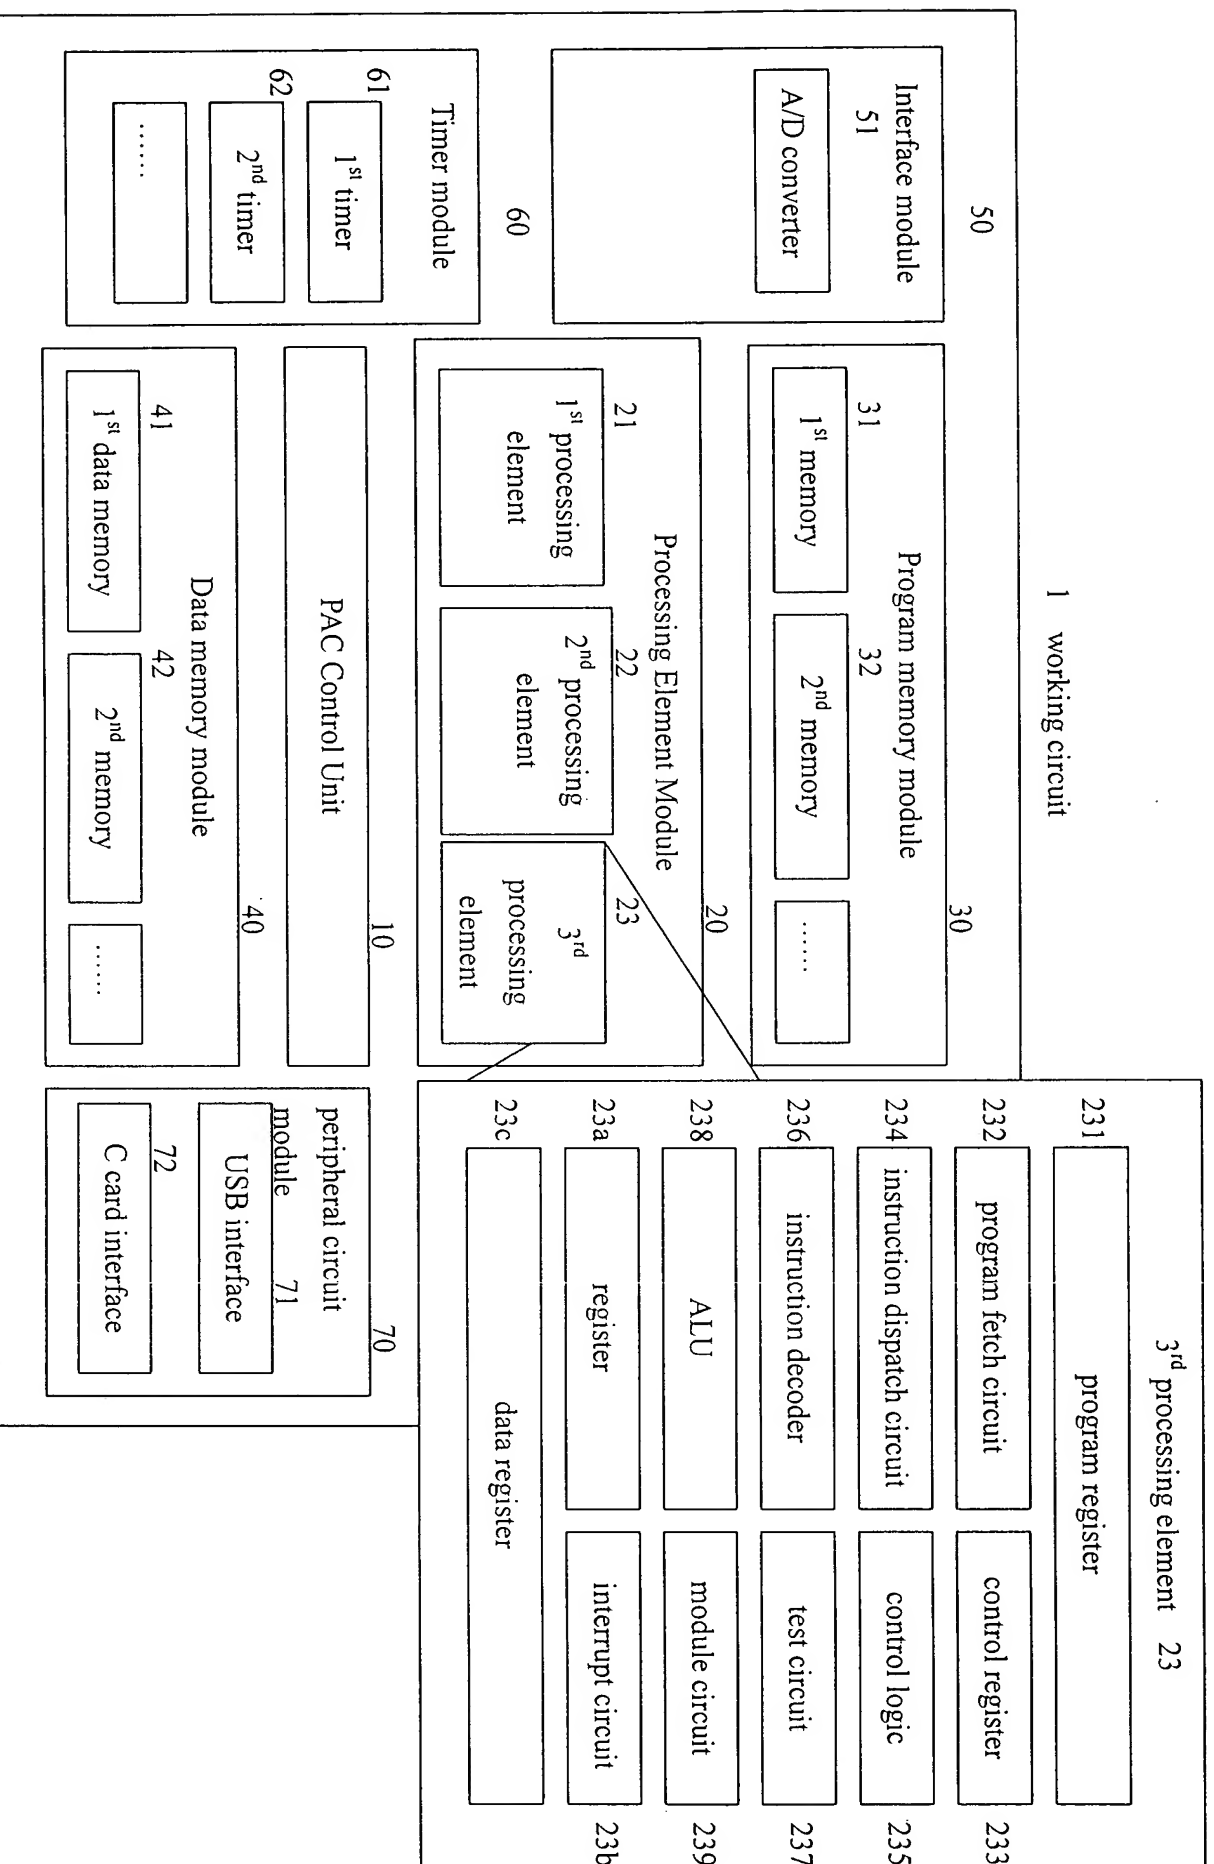 1 working circuit
50
Interface module
51
A/D converter
60
Timer module
61
1st timer
62
2nd timer
......
30
Program memory module
31
1st memory
32
2nd memory
......
20
Processing Element Module
21
1st processing
element
22
2nd processing
element
23
3rd
processing
element
10
PAC Control Unit
40
Data memory module
41
1st data memory
42
2nd memory
......
70
peripheral circuit
module
71
USB interface
72
C card interface
3rd processing element 23
231
program register
232
program fetch circuit
control register
233
234
instruction dispatch circuit
control logic
235
236
instruction decoder
test circuit
237
238
ALU
module circuit
239
23a
register
interrupt circuit
23b
23c
data register